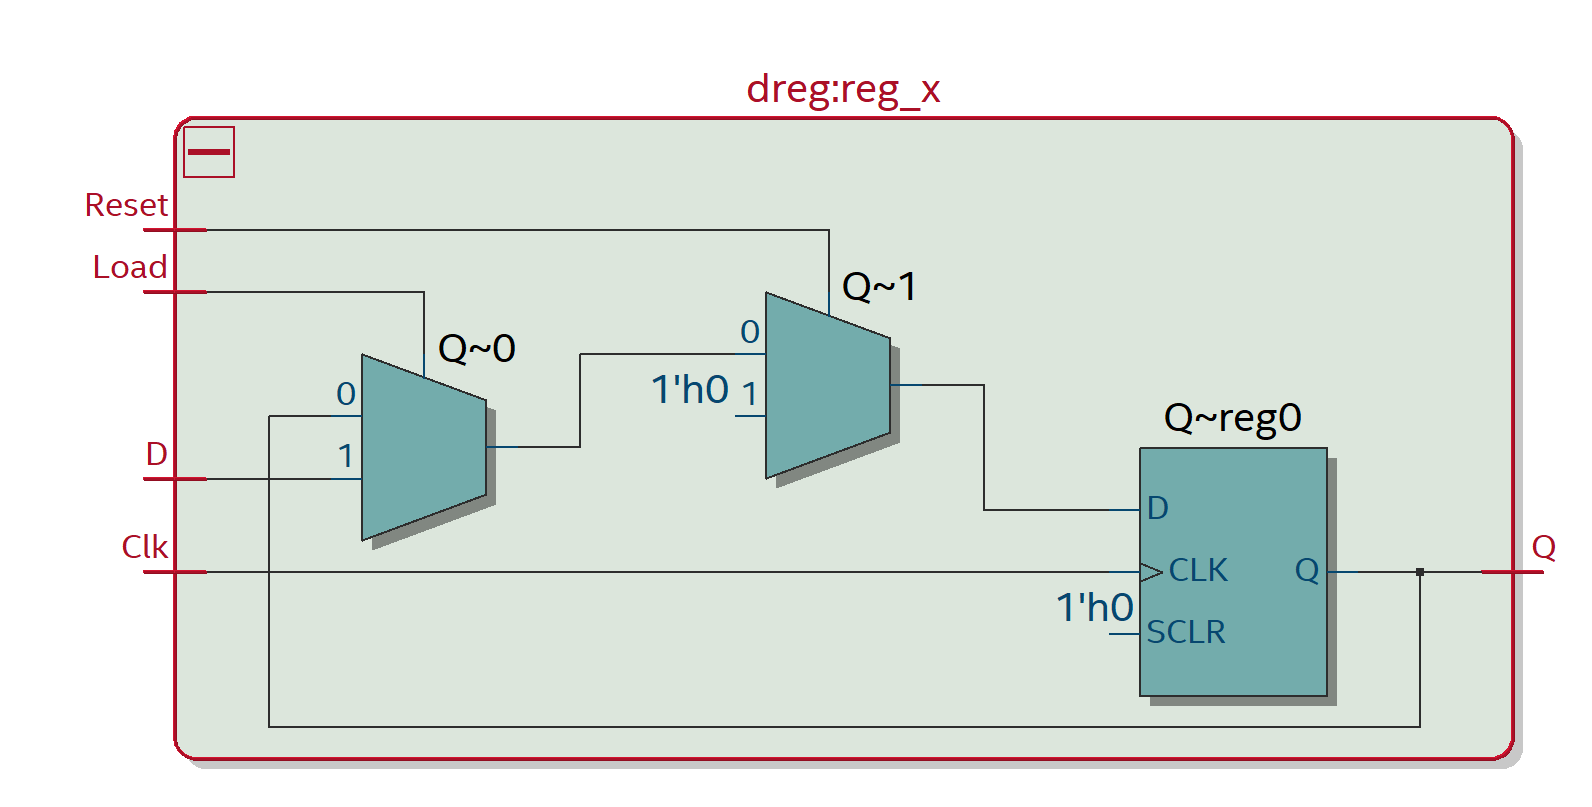 dreg:reg_x
Reset
Load
Q~1
Q~0
0
1'h0 1
0
1
D
Q~reg0
D
Clk
CLK
Q
Q
1'h0
SCLR